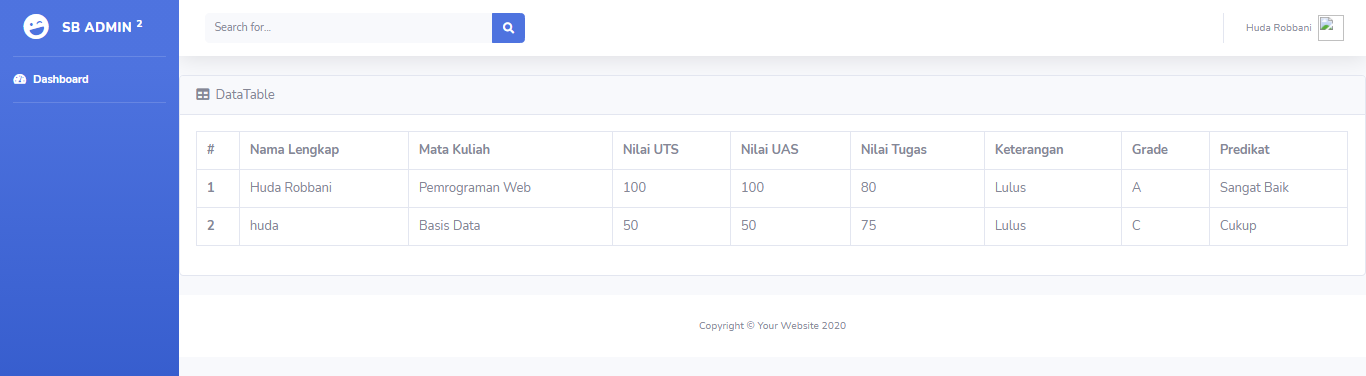 SB ADMIN 2
Search for...
Huda Robbani
Dashboard
DataTable
# Nama Lengkap Mata Kuliah Nilai UTS Nilai UAS Nilai Tugas Keterangan Grade Predikat
1 Huda Robbani Pemrograman Web 100 100 80 Lulus A Sangat Baik
2 huda Basis Data 50 50 75 Lulus C Cukup
Copyright © Your Website 2020